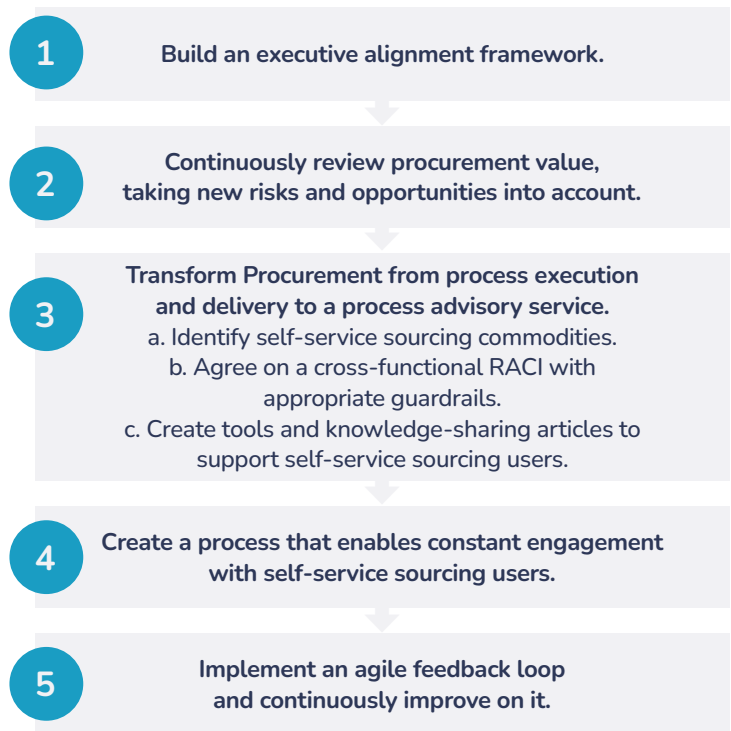 1
Build an executive alignment framework.
2
Continuously review procurement value,
taking new risks and opportunities into account.
3
Transform Procurement from process execution
and delivery to a process advisory service.
a. Identify self-service sourcing commodities.
b. Agree on a cross-functional RACI with
appropriate guardrails.
c. Create tools and knowledge-sharing articles to
support self-service sourcing users.
4
Create a process that enables constant engagement
with self-service sourcing users.
5
Implement an agile feedback loop
and continuously improve on it.